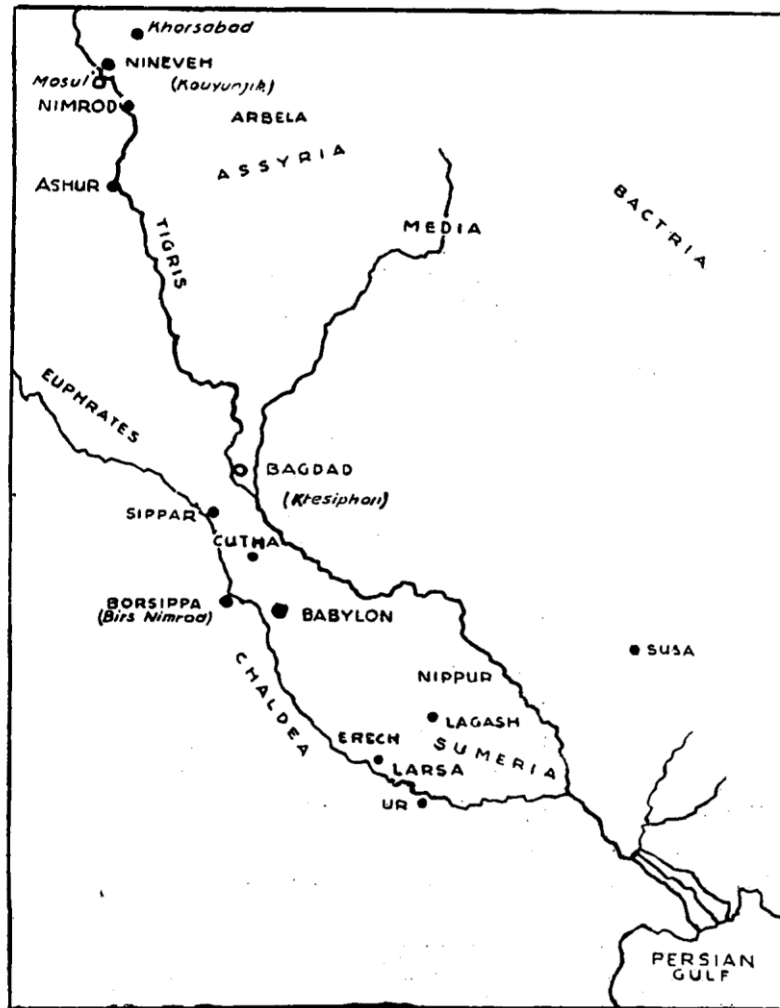 Khorsabad
NINEVEH
Mosul
(Kouyunjik)
NIMROD
ARBELA
ASSYRIA
ASHUR
BACTRIA
TIGRIS
MEDIA
EUPHRATES
BAGDAD
(Ktesiphon)
SIPPAR
CUTHA
BORSIPPA
(Birs Nimrod)
BABYLON
CHALDEA
SUSA
NIPPUR
LAGASH
ERECH
SUMERIA
LARSA
UR
PERSIAN
GULF